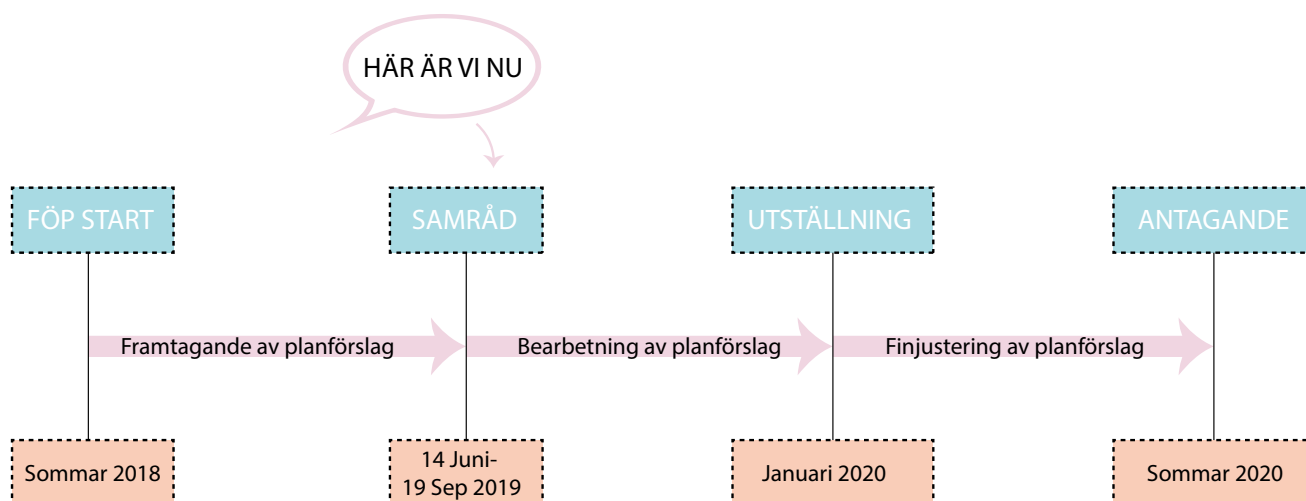 HÄR ÄR VI NU
FÖP START
SAMRÅD
UTSTÄLLNING
ANTAGANDE
Framtagande av planförslag
Bearbetning av planförslag
Finjustering av planförslag
Sommar 2018
14 Juni-
19 Sep 2019
Januari 2020
Sommar 2020